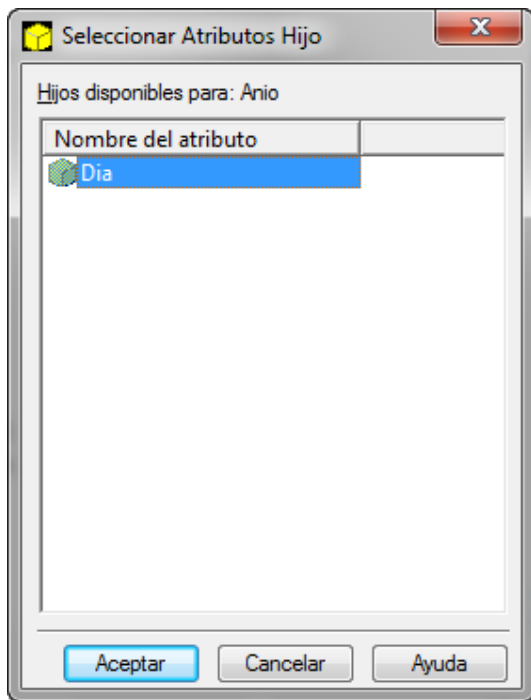 Seleccionar Atributos Hijo
Hijos disponibles para: Anio
Nombre del atributo
Dia
Aceptar Cancelar Ayuda